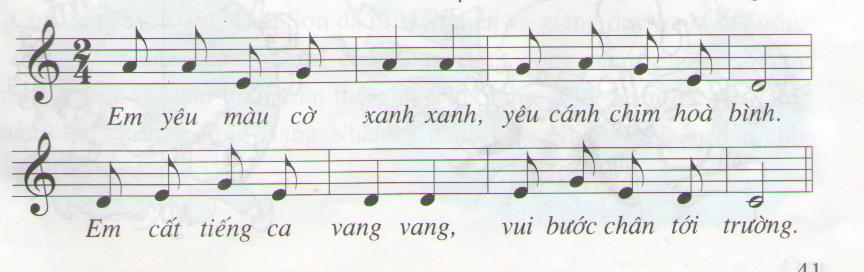 2
4
Em yêu màu cờ xanh xanh, yêu cánh chim hoà bình.
Em cất tiếng ca vang vang, vui bước chân tới trường.
41